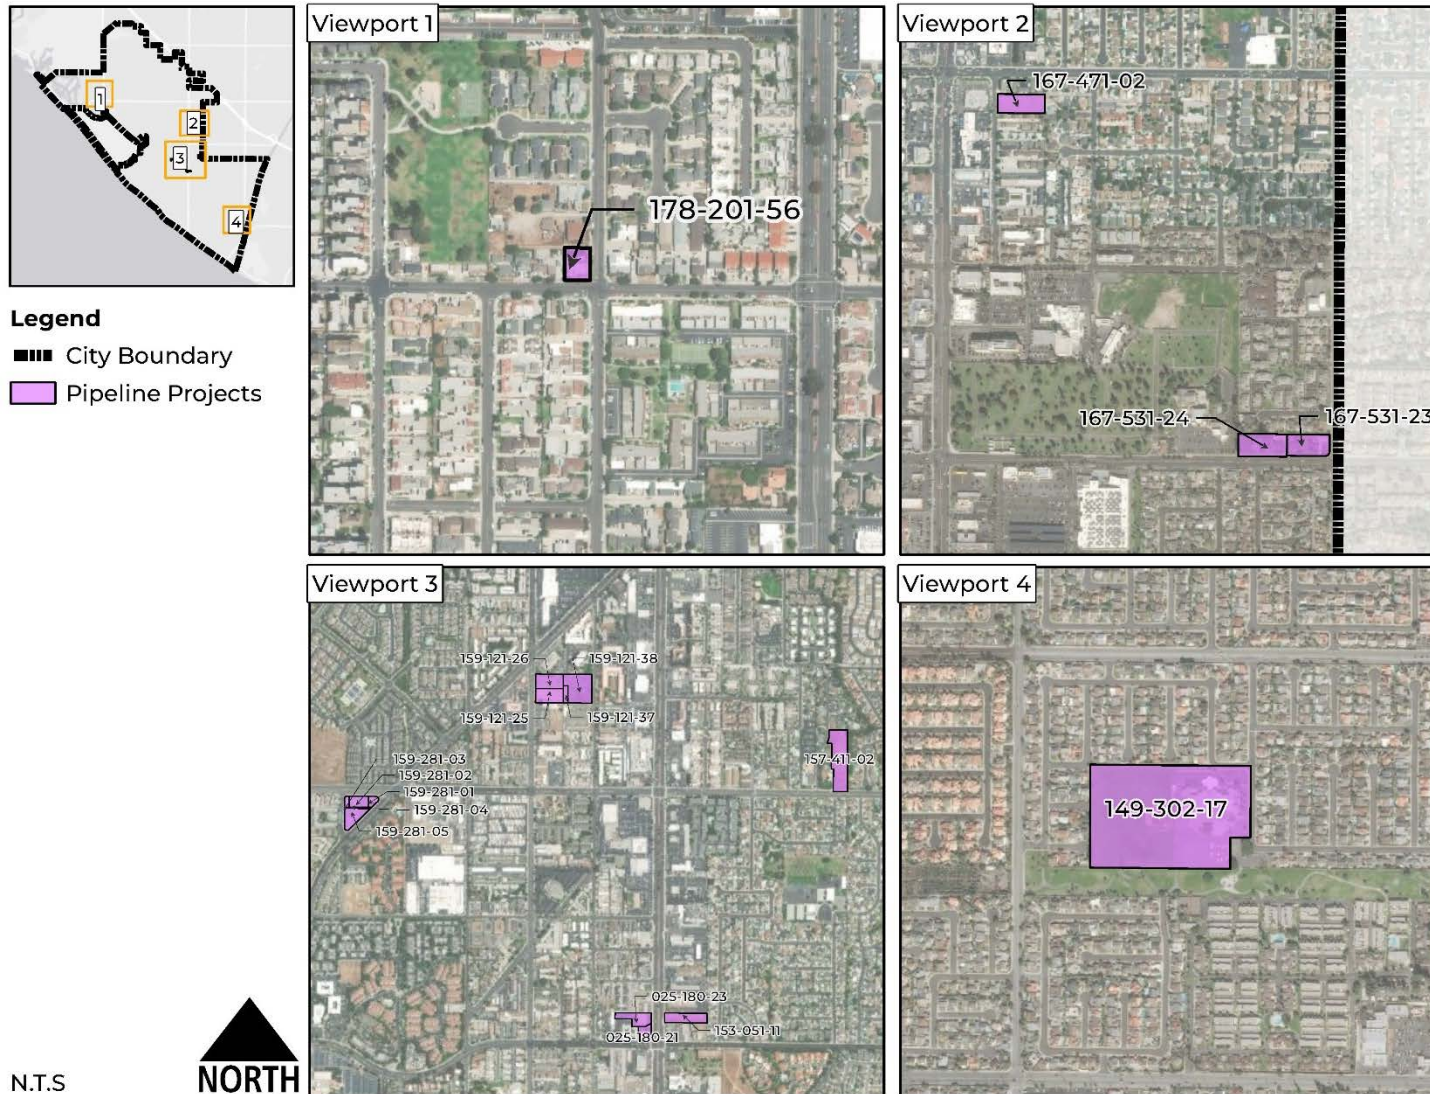 1
2
3
4
Legend
City Boundary
Pipeline Projects
N.T.S
NORTH
Viewport 1
178-201-56
Viewport 2
167-471-02
167-531-24
167-531-23
Viewport 3
159-121-26
159-121-38
159-121-25
159-121-37
157-411-02
159-281-03
159-281-02
159-281-01
159-281-04
159-281-05
025-180-23
025-180-21
153-051-11
Viewport 4
149-302-17